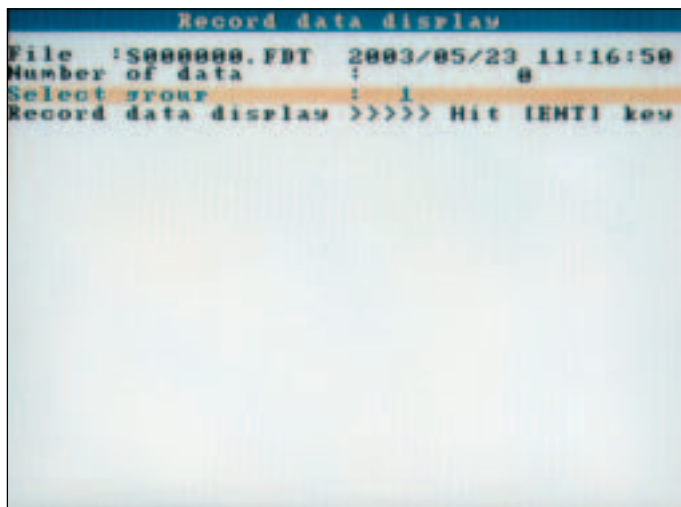 Record data display
File :S000000.FDT 2003/05/23 11:16:50
Number of data : 0
Select group : 1
Record data display >>>>> Hit [ENT] key